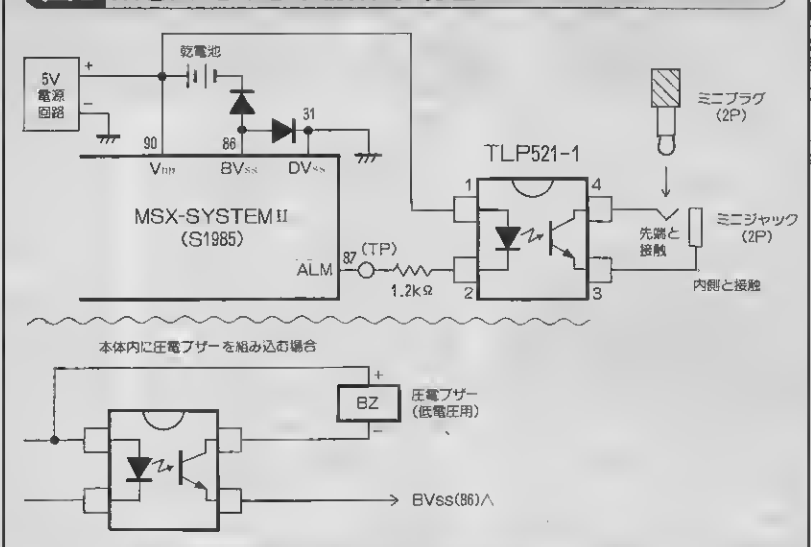 乾電池
+
5V
電源
回路
−
90
86
31
VDD
BVss
DVss
MSX-SYSTEMⅡ
(S1985)
ALM
87
(TP)
1.2kΩ
TLP521-1
1
4
2
3
ミニプラグ
(2P)
先端と
接触
ミニジャック
(2P)
内側と接触
本体内に圧電ブザーを組み込む場合
+
BZ
−
圧電ブザー
(低電圧用)
BVss(86)へ